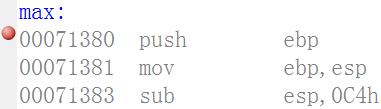 max:
00071380 push ebp
00071381 mov ebp,esp
00071383 sub esp,0C4h